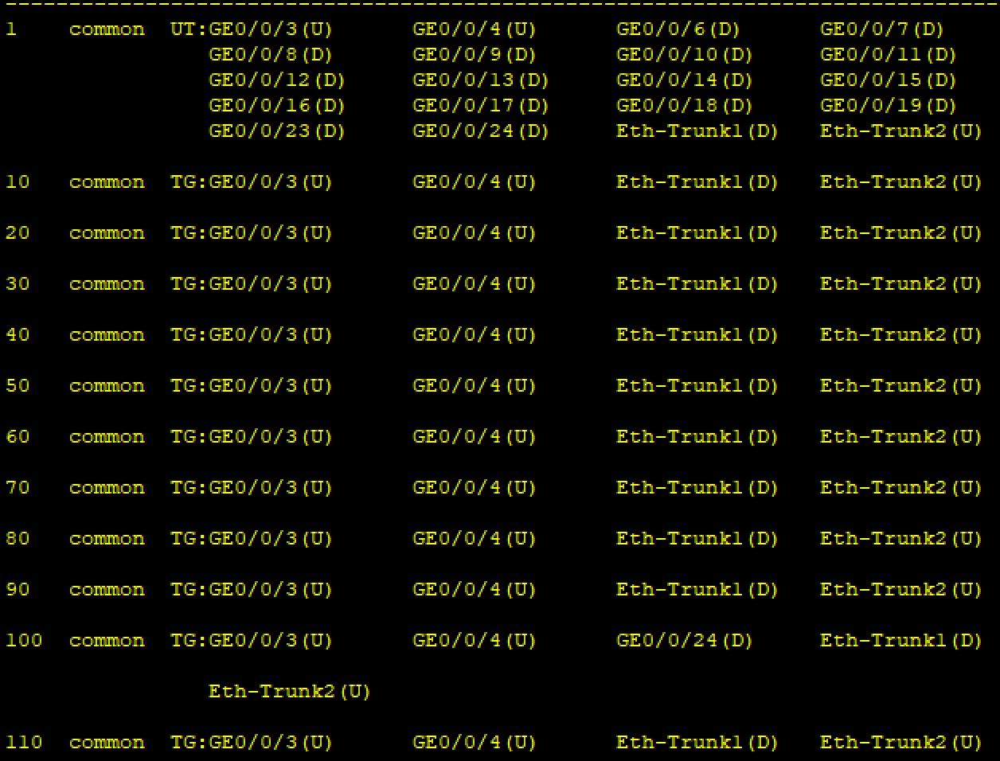 --------------------------------------------------------------------------------
1    common  UT:GE0/0/3(U)      GE0/0/4(U)      GE0/0/6(D)      GE0/0/7(D)
                GE0/0/8(D)      GE0/0/9(D)      GE0/0/10(D)     GE0/0/11(D)
                GE0/0/12(D)     GE0/0/13(D)     GE0/0/14(D)     GE0/0/15(D)
                GE0/0/16(D)     GE0/0/17(D)     GE0/0/18(D)     GE0/0/19(D)
                GE0/0/23(D)     GE0/0/24(D)     Eth-Trunk1(D)   Eth-Trunk2(U)
10   common  TG:GE0/0/3(U)      GE0/0/4(U)      Eth-Trunk1(D)   Eth-Trunk2(U)
20   common  TG:GE0/0/3(U)      GE0/0/4(U)      Eth-Trunk1(D)   Eth-Trunk2(U)
30   common  TG:GE0/0/3(U)      GE0/0/4(U)      Eth-Trunk1(D)   Eth-Trunk2(U)
40   common  TG:GE0/0/3(U)      GE0/0/4(U)      Eth-Trunk1(D)   Eth-Trunk2(U)
50   common  TG:GE0/0/3(U)      GE0/0/4(U)      Eth-Trunk1(D)   Eth-Trunk2(U)
60   common  TG:GE0/0/3(U)      GE0/0/4(U)      Eth-Trunk1(D)   Eth-Trunk2(U)
70   common  TG:GE0/0/3(U)      GE0/0/4(U)      Eth-Trunk1(D)   Eth-Trunk2(U)
80   common  TG:GE0/0/3(U)      GE0/0/4(U)      Eth-Trunk1(D)   Eth-Trunk2(U)
90   common  TG:GE0/0/3(U)      GE0/0/4(U)      Eth-Trunk1(D)   Eth-Trunk2(U)
100  common  TG:GE0/0/3(U)      GE0/0/4(U)      GE0/0/24(D)     Eth-Trunk1(D)
                Eth-Trunk2(U)
110  common  TG:GE0/0/3(U)      GE0/0/4(U)      Eth-Trunk1(D)   Eth-Trunk2(U)